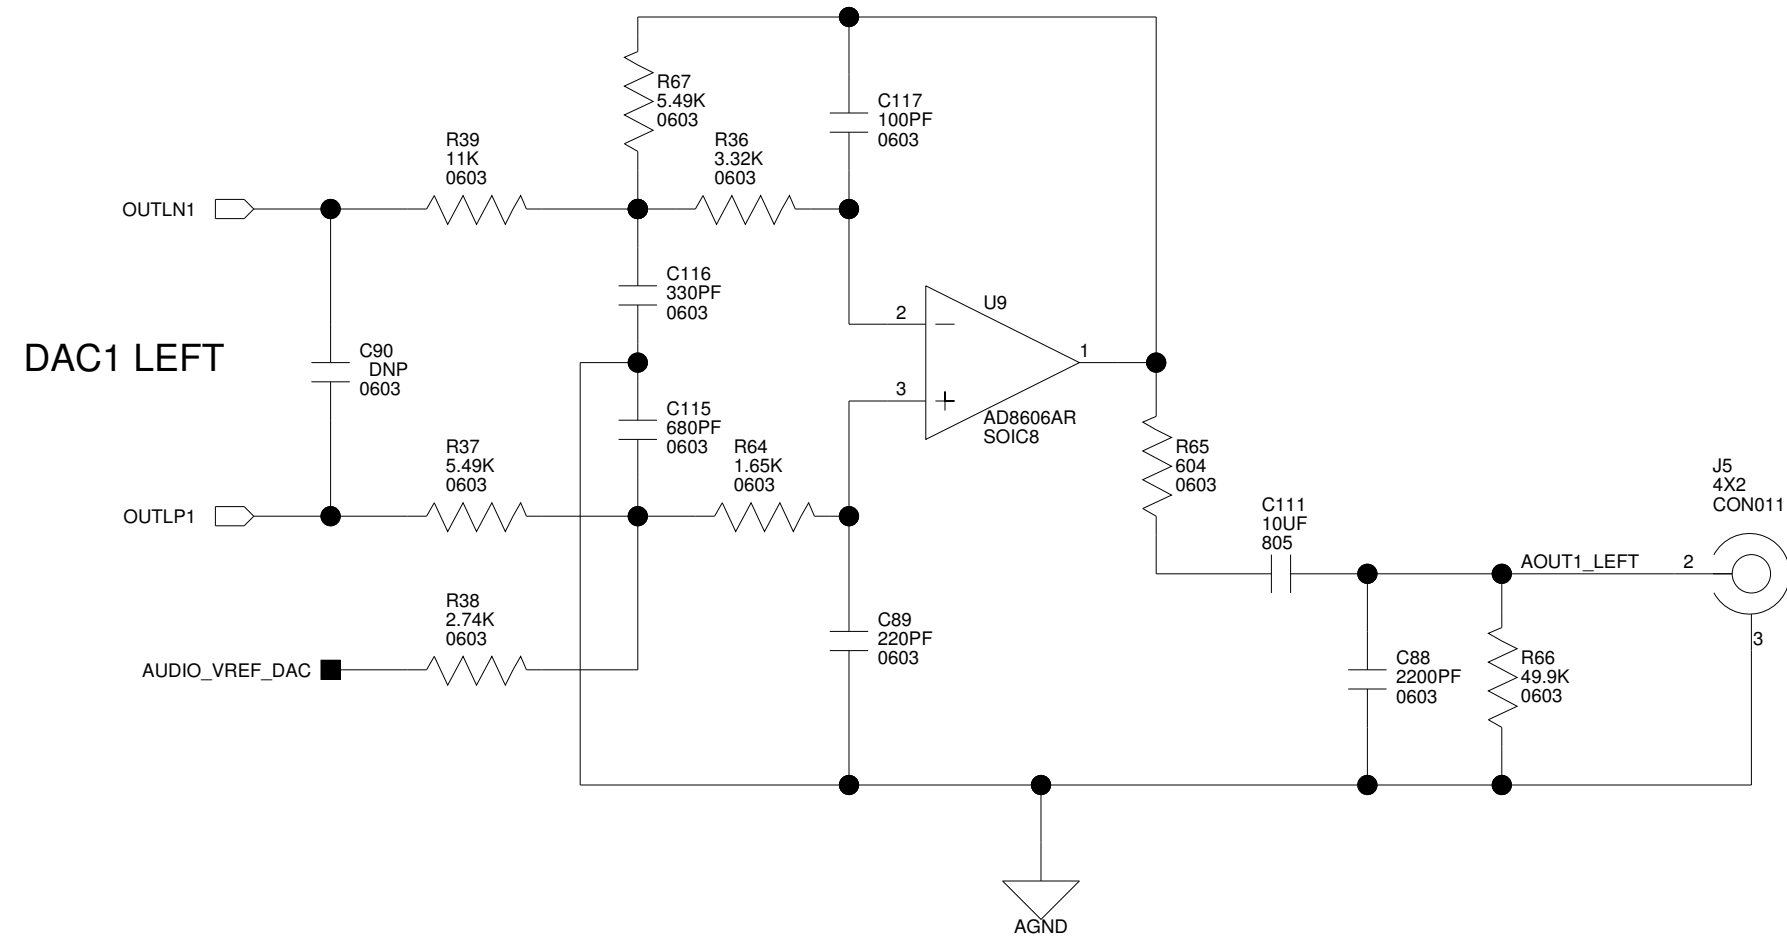 R67
5.49K
0603
C117
100PF
0603
R39
11K
0603
R36
3.32K
0603
OUTLN1
C116
330PF
0603
U9
2
1
DAC1 LEFT
C90
DNP
0603
3
AD8606AR
SOIC8
C115
680PF
0603
R37
5.49K
0603
R64
1.65K
0603
R65
604
0603
J5
4X2
CON011
OUTLP1
C111
10UF
805
AOUT1_LEFT
2
R38
2.74K
0603
C89
220PF
0603
3
AUDIO_VREF_DAC
C88
2200PF
0603
R66
49.9K
0603
AGND